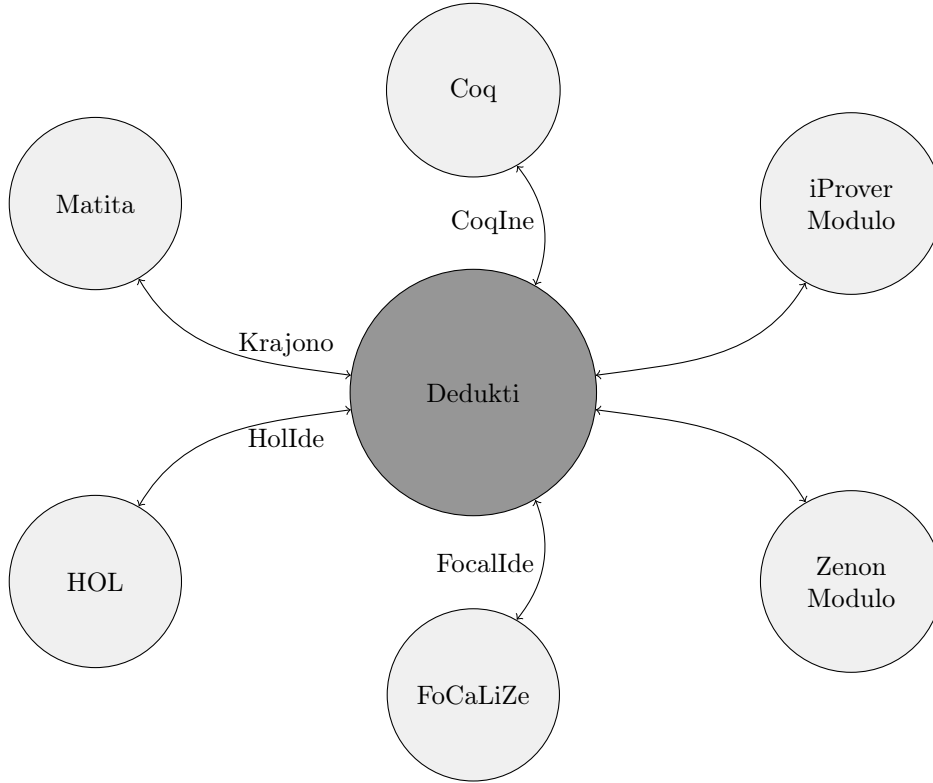 Coq
iProver
Modulo
Matita
CoqIne
Krajono
Dedukti
HolIde
FocalIde
HOL
Zenon
Modulo
FoCaLiZe